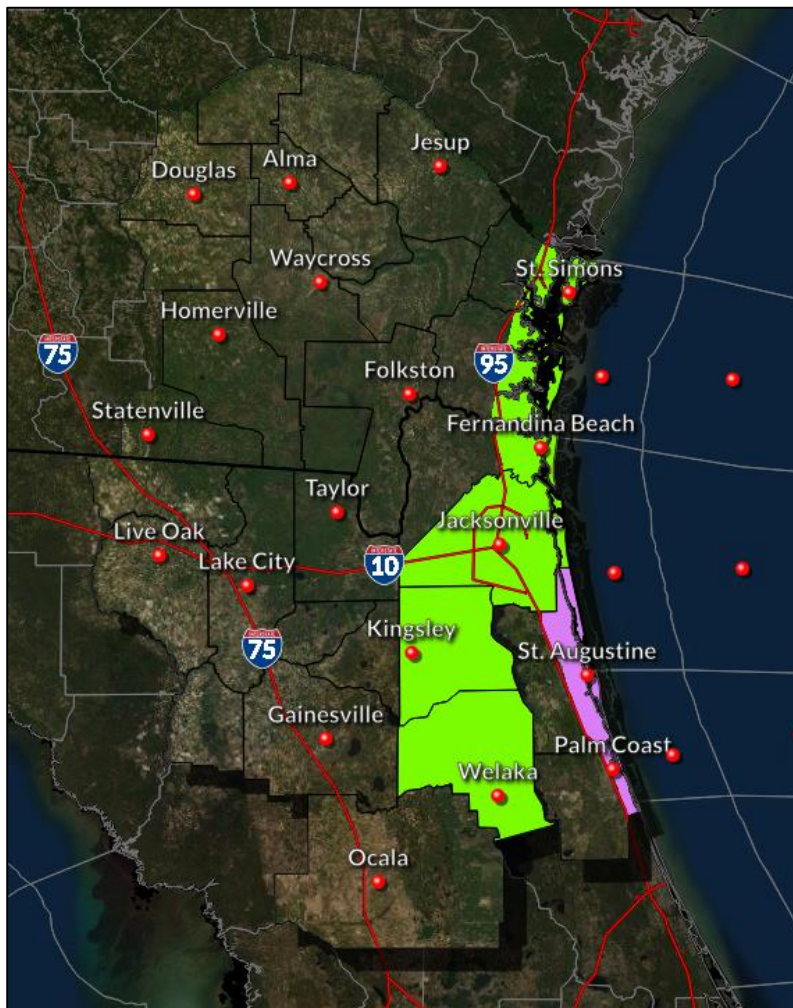 Jesup
Alma
Douglas
Waycross
St. Simons
Homerville
75
95
Folkston
Statenville
Fernandina Beach
Taylor
Jacksonville
Live Oak
Lake City
10
Kingsley
75
St. Augustine
Gainesville
Palm Coast
Welaka
Ocala